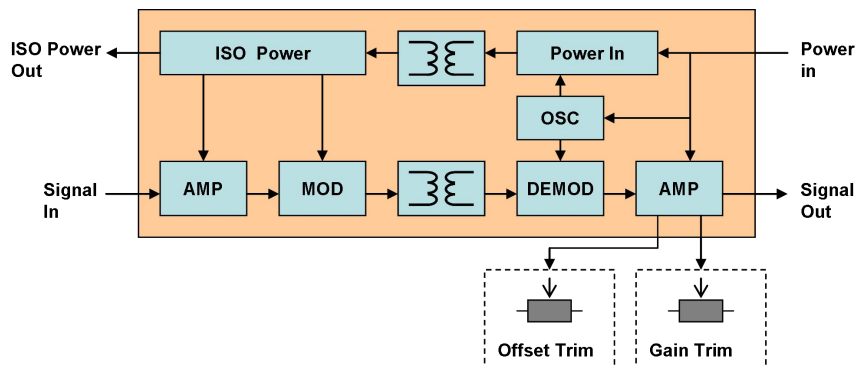 ISO Power
Out
ISO Power
Power In
Power
in
OSC
Signal
In
AMP
MOD
DEMOD
AMP
Signal
Out
Offset Trim
Gain Trim